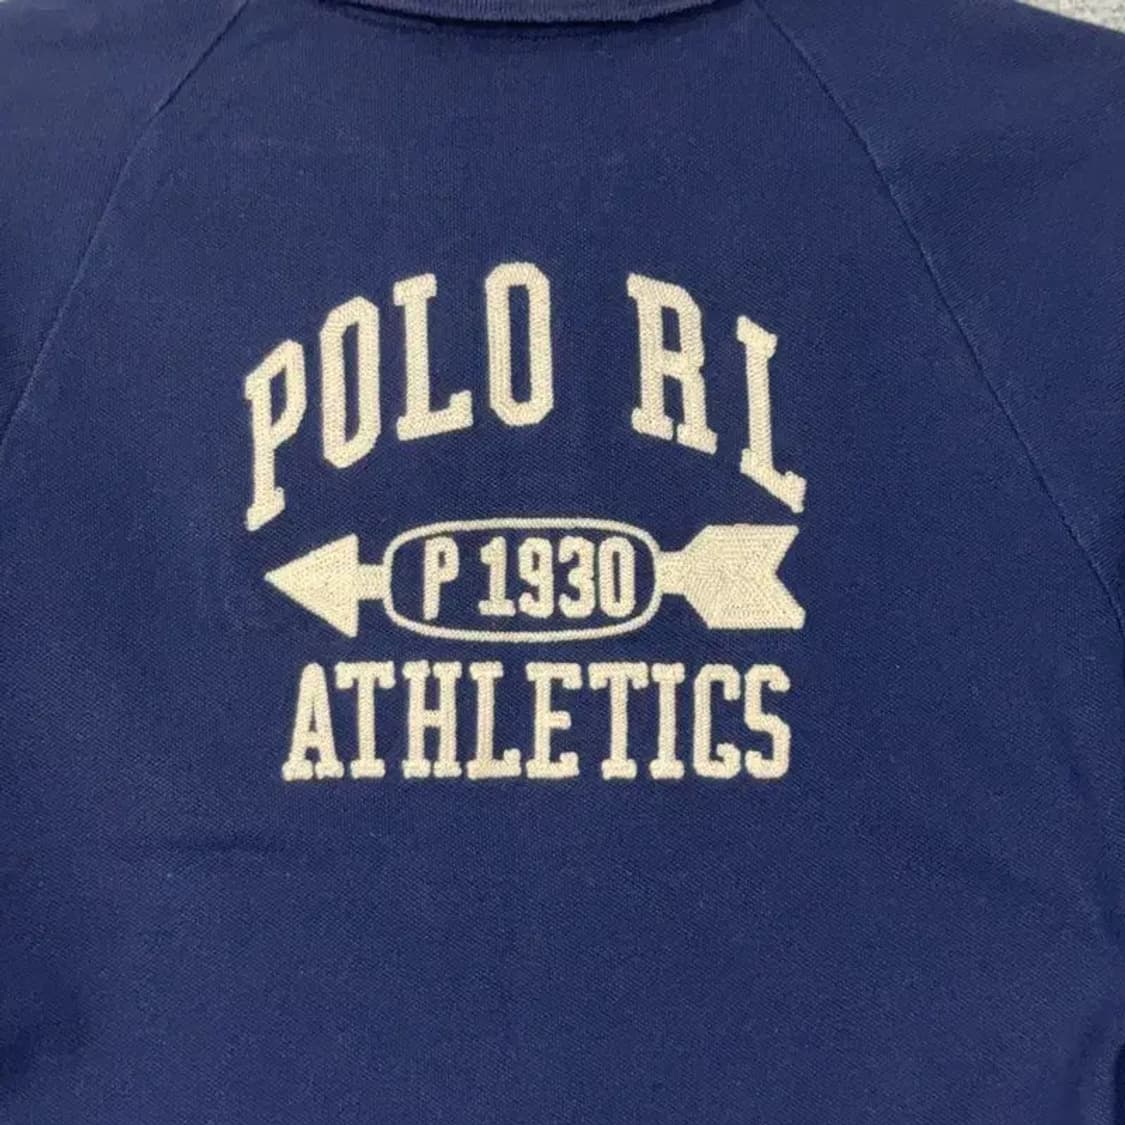 POLO RL
P 1930
ATHLETICS